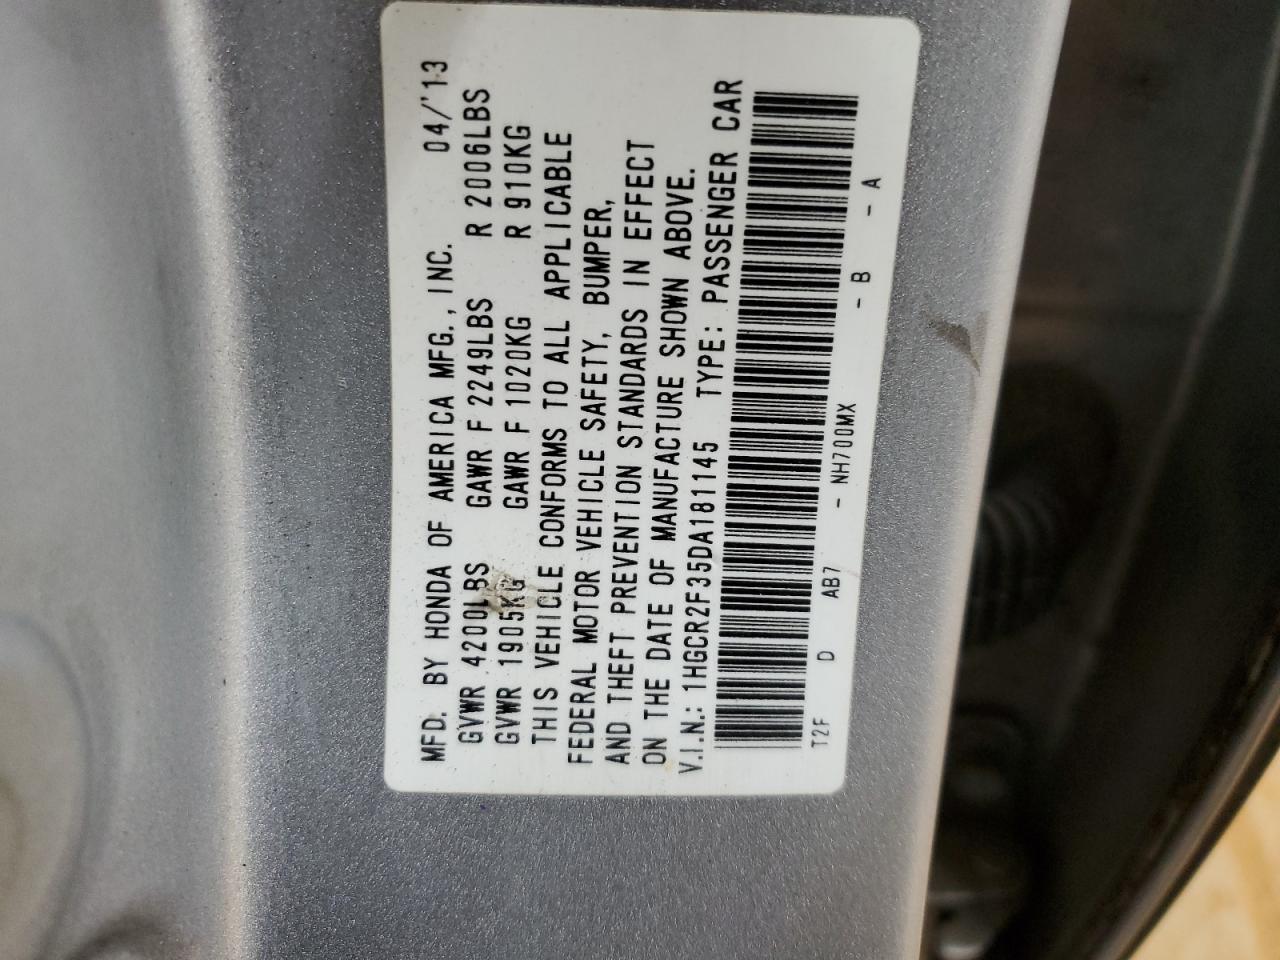 MFD. BY HONDA OF AMERICA MFG., INC. 04/'13
GVWR 4200LBS GAWR F 2249LBS R 2006LBS
GVWR 1905KG GAWR F 1020KG R 910KG
THIS VEHICLE CONFORMS TO ALL APPLICABLE
FEDERAL MOTOR VEHICLE SAFETY, BUMPER,
AND THEFT PREVENTION STANDARDS IN EFFECT
ON THE DATE OF MANUFACTURE SHOWN ABOVE.
V.I.N.: 1HGCR2F35DA181145 TYPE: PASSENGER CAR
T2F D AB7 - NH700MX - B - A